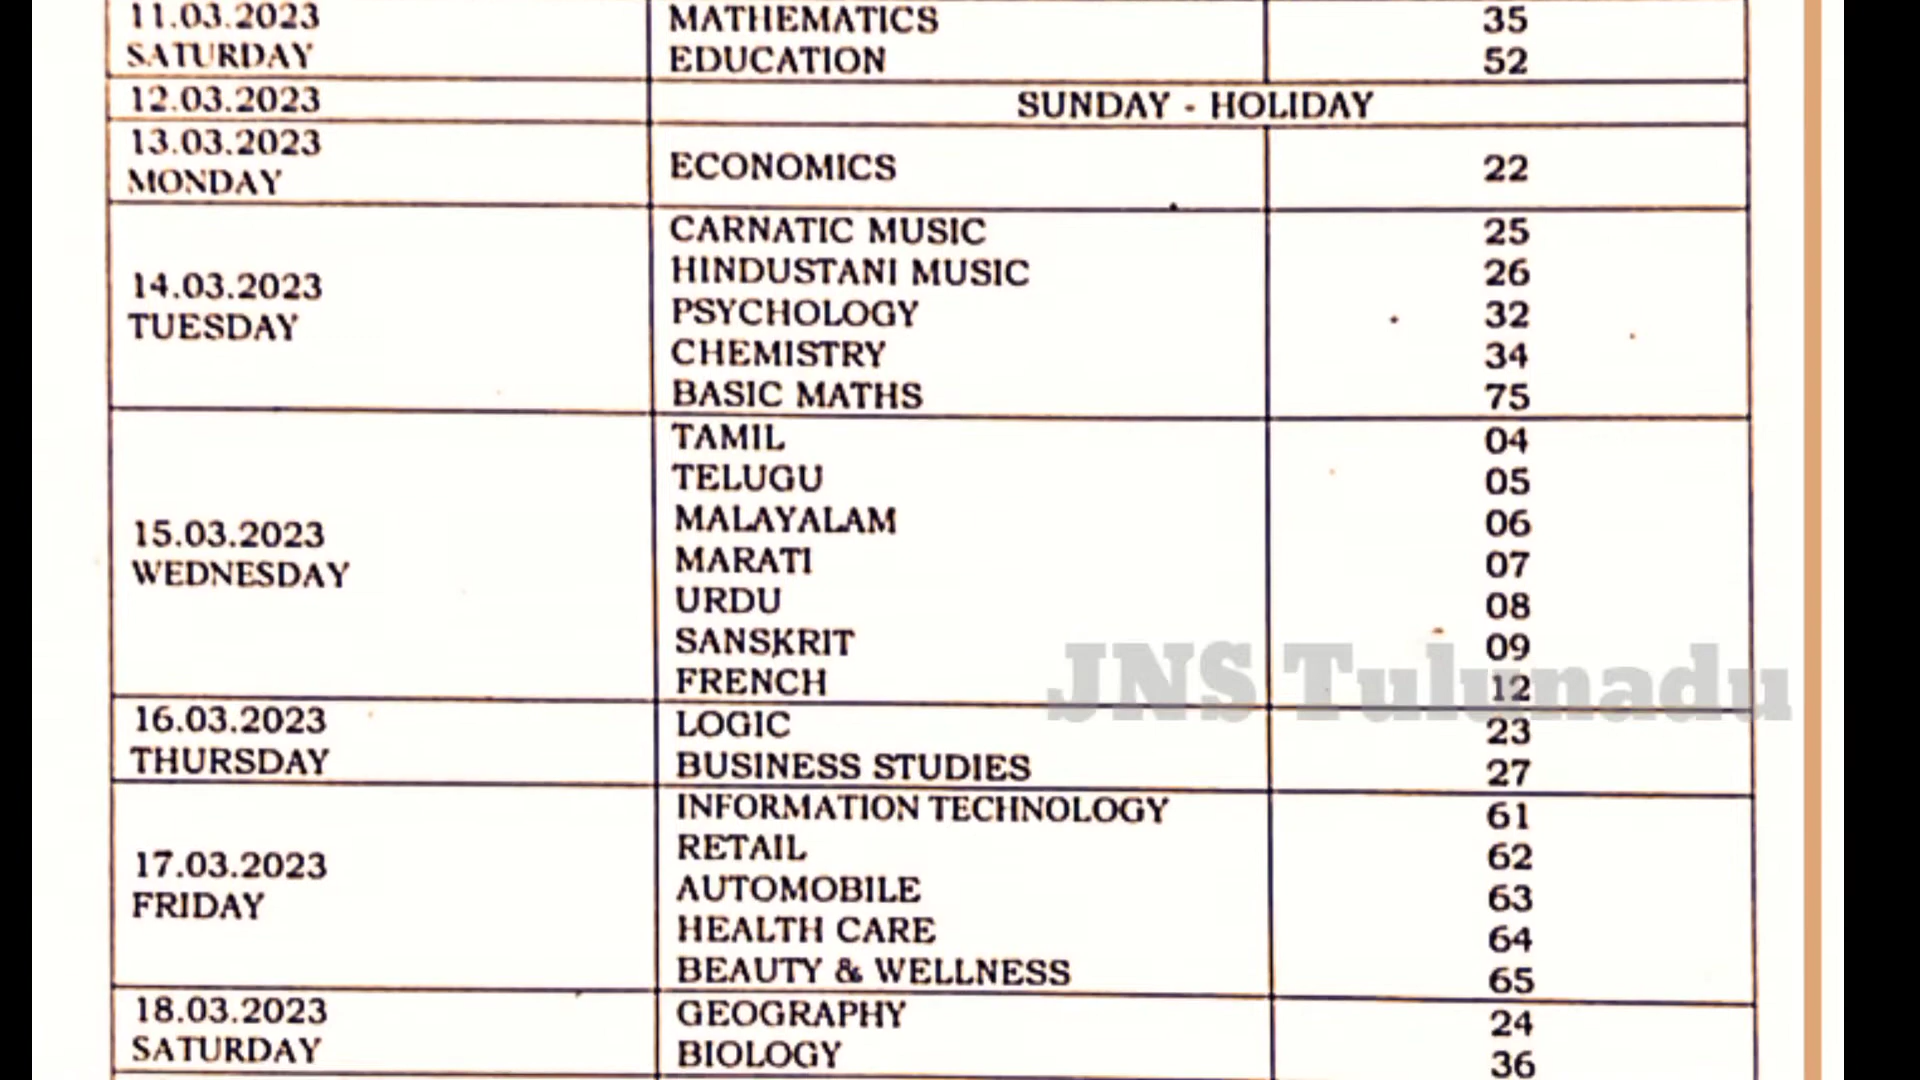 11.03.2023 MATHEMATICS 35
SATURDAY EDUCATION 52
12.03.2023 SUNDAY - HOLIDAY
13.03.2023
MONDAY ECONOMICS 22
CARNATIC MUSIC 25
HINDUSTANI MUSIC 26
14.03.2023
TUESDAY
PSYCHOLOGY 32
CHEMISTRY 34
BASIC MATHS 75
TAMIL 04
TELUGU 05
MALAYALAM 06
15.03.2023
WEDNESDAY
MARATI 07
URDU 08
SANSKRIT 09
FRENCH 12
JNS Tulunadu
16.03.2023 LOGIC 23
THURSDAY BUSINESS STUDIES 27
INFORMATION TECHNOLOGY 61
RETAIL 62
17.03.2023
FRIDAY
AUTOMOBILE 63
HEALTH CARE 64
BEAUTY & WELLNESS 65
18.03.2023 GEOGRAPHY 24
SATURDAY BIOLOGY 36